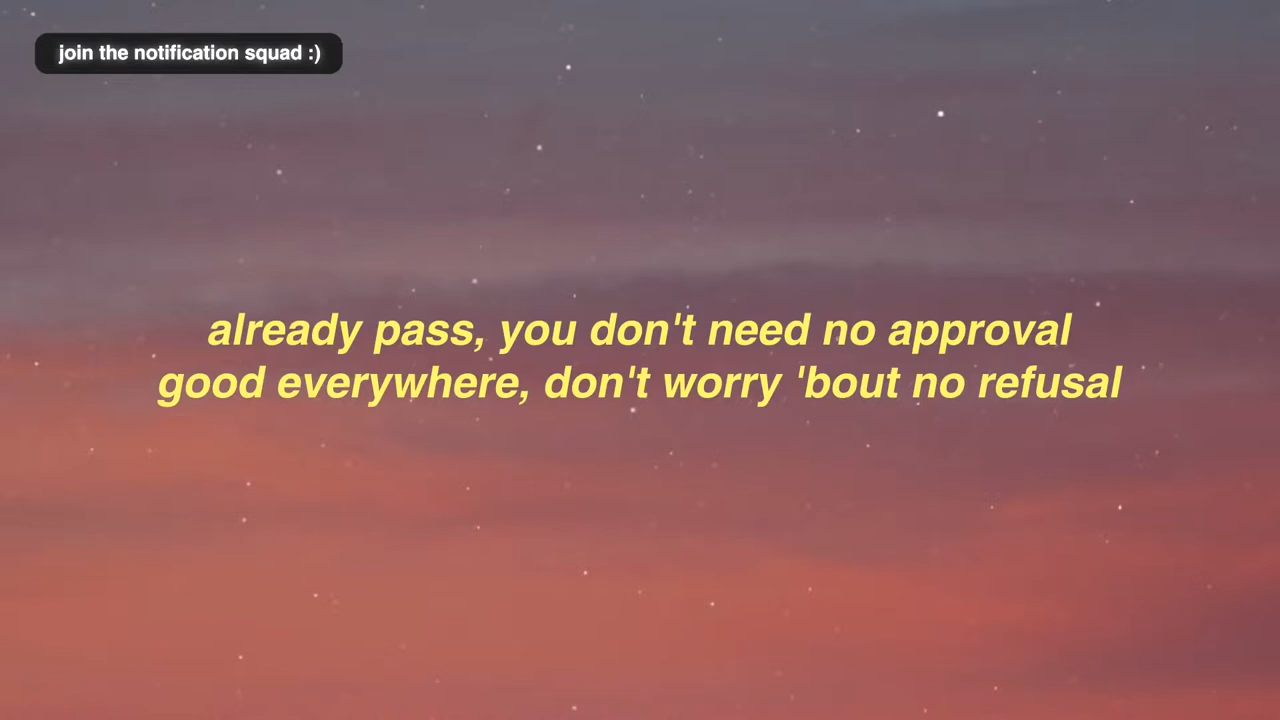 join the notification squad :)
already pass, you don't need no approval
good everywhere, don't worry 'bout no refusal